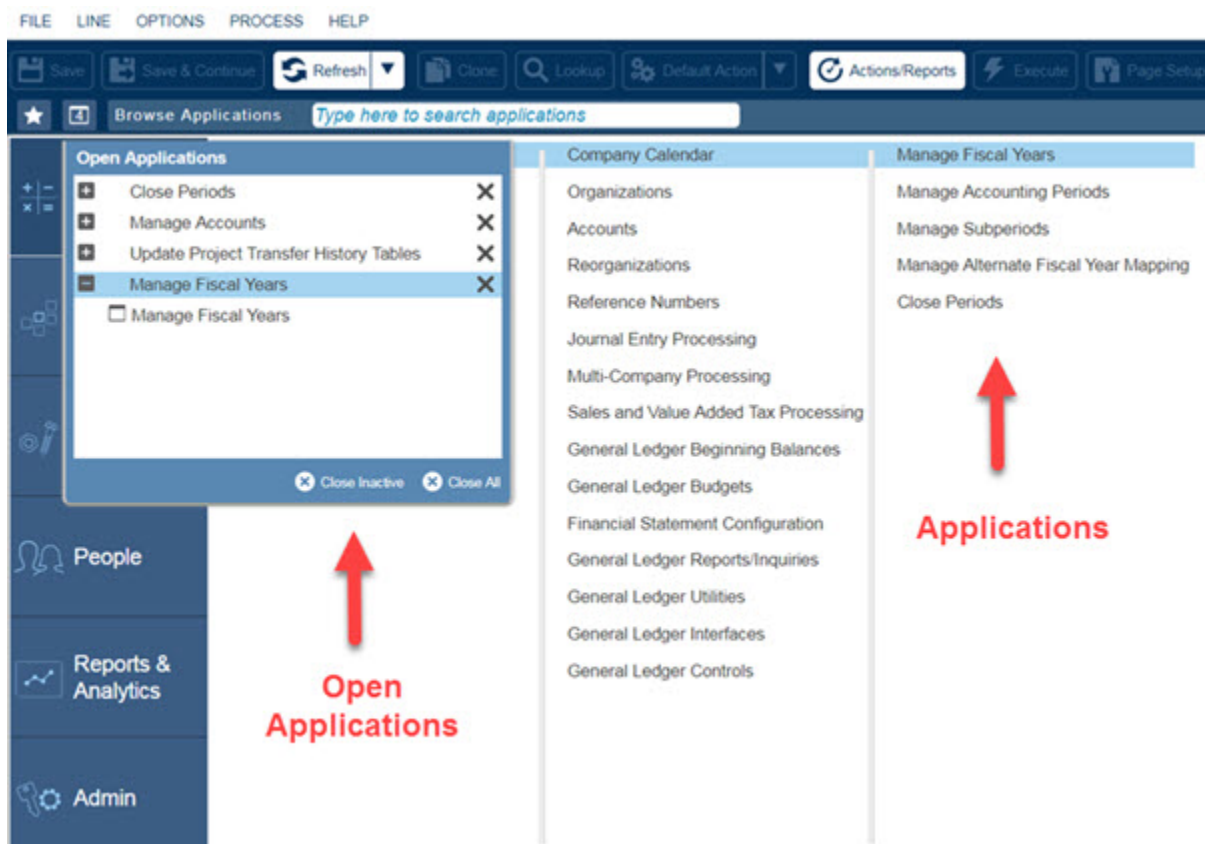 FILE LINE OPTIONS PROCESS HELP
Save Save & Continue Refresh Clone Lookup Default Action Actions/Reports Execute Page Setup
4 Browse Applications Type here to search applications
Open Applications
Close Periods
Manage Accounts
Update Project Transfer History Tables
Manage Fiscal Years
Manage Fiscal Years
Close Inactive Close All
People
Reports &
Analytics
Admin
Open
Applications
Company Calendar
Organizations
Accounts
Reorganizations
Reference Numbers
Journal Entry Processing
Multi-Company Processing
Sales and Value Added Tax Processing
General Ledger Beginning Balances
General Ledger Budgets
Financial Statement Configuration
General Ledger Reports/Inquiries
General Ledger Utilities
General Ledger Interfaces
General Ledger Controls
Manage Fiscal Years
Manage Accounting Periods
Manage Subperiods
Manage Alternate Fiscal Year Mapping
Close Periods
Applications